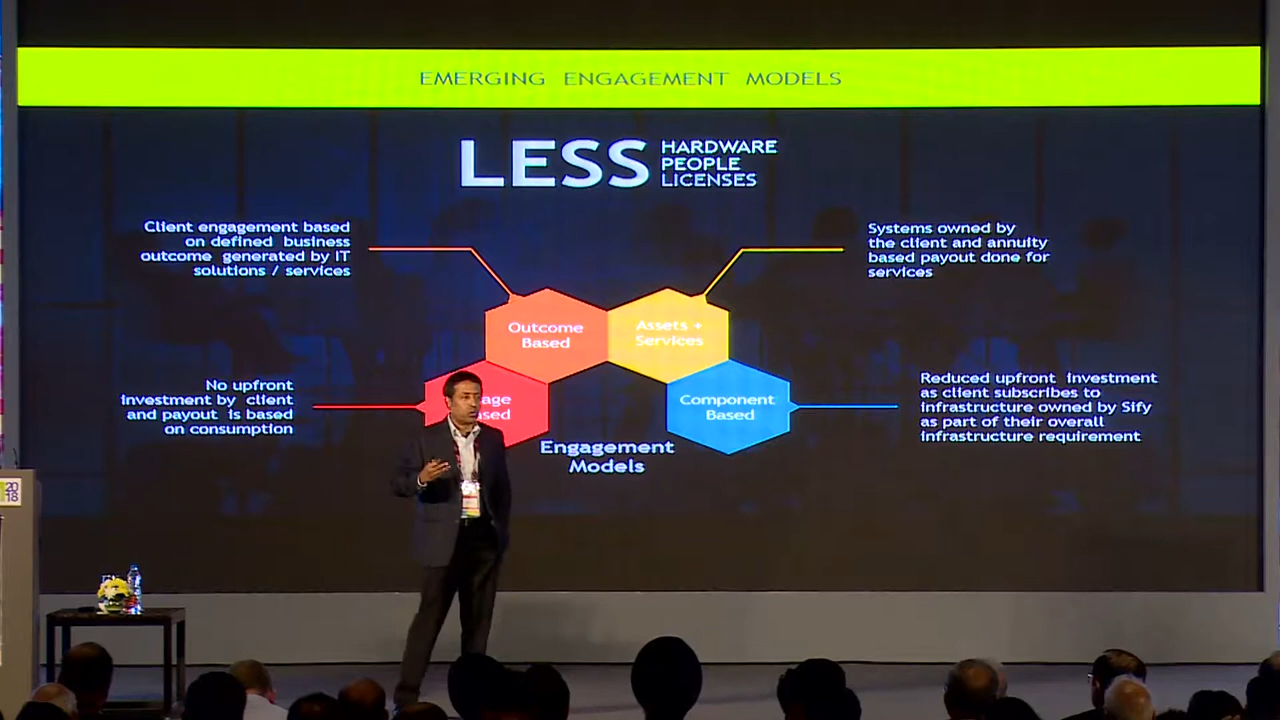 EMERGING ENGAGEMENT MODELS
LESS
HARDWARE
PEOPLE
LICENSES
Client engagement based
on defined business
outcome generated by IT
solutions / services
Systems owned by
the client and annuity
based payout done for
services
Outcome
Based
Assets +
Services
No upfront
investment by client
and payout is based
on consumption
Component
Based
Reduced upfront investment
as client subscribes to
infrastructure owned by Sify
as part of their overall
infrastructure requirement
Engagement
Models
20
18